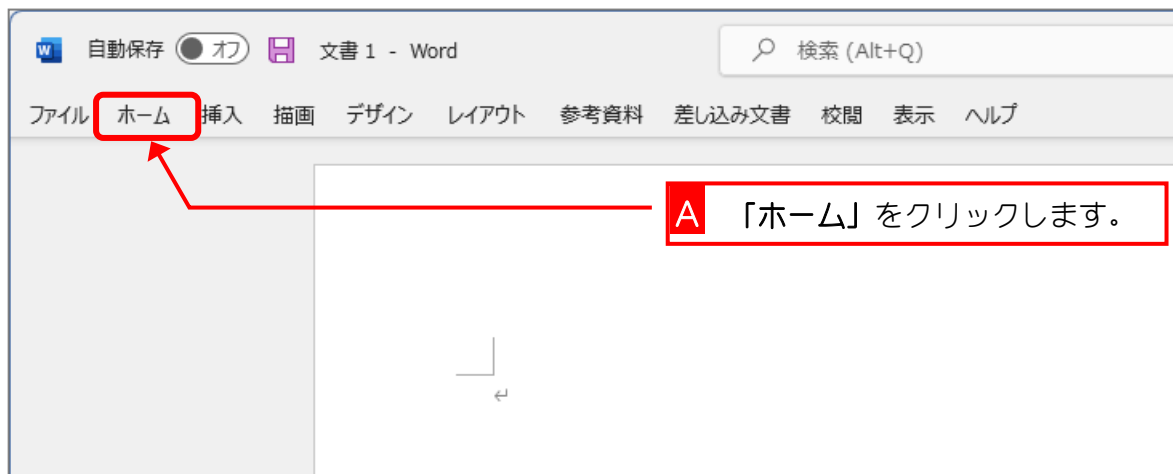 自動保存 オフ 文書 1 - Word 検索 (Alt+Q)
ファイル ホーム 挿入 描画 デザイン レイアウト 参考資料 差し込み文書 校閲 表示 ヘルプ
A 「ホーム」をクリックします。